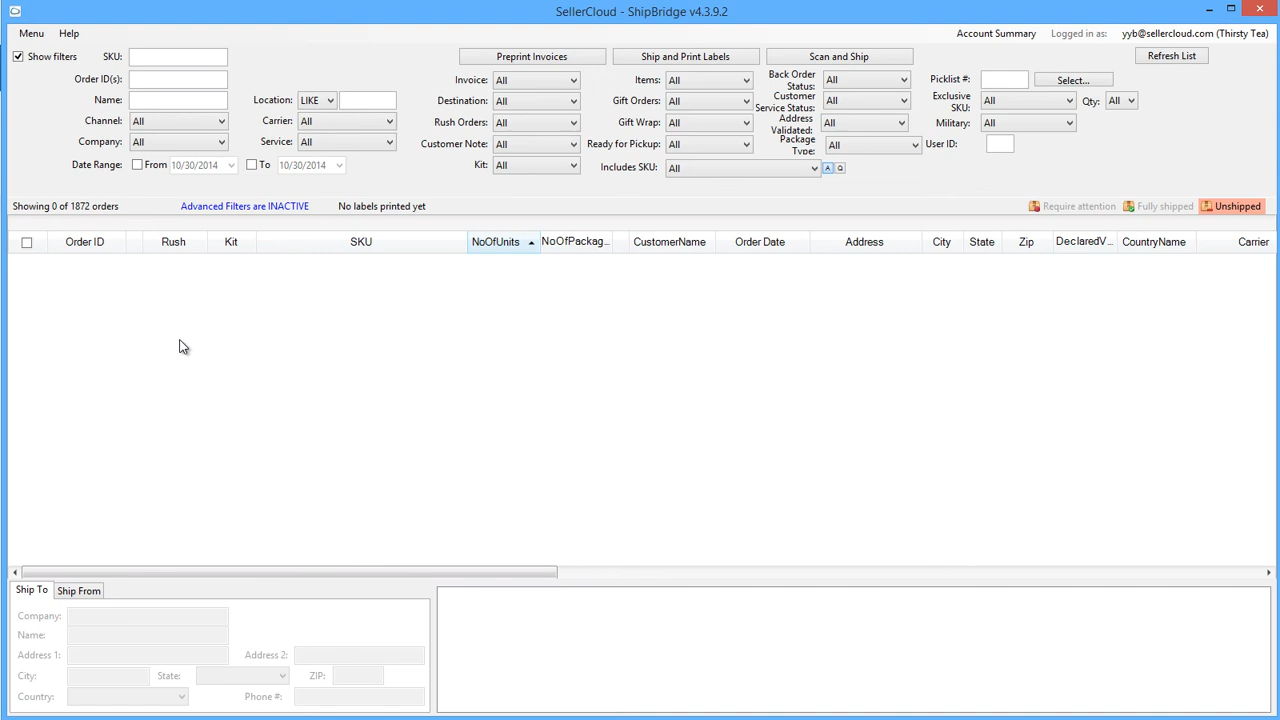 SellerCloud - ShipBridge v4.3.9.2
Menu Help Account Summary Logged in as: yyb@sellercloud.com (Thirsty Tea)
Show filters SKU: Preprint Invoices Ship and Print Labels Scan and Ship Refresh List
Order ID(s): Invoice: All Items: All Back Order Status: All Picklist #: Select...
Name: Location: LIKE Destination: All Gift Orders: All Customer Service Status: All Exclusive SKU: All Qty: All
Channel: All Carrier: All Rush Orders: All Gift Wrap: All Address Validated: All Military: All
Company: All Service: All Customer Note: All Ready for Pickup: All Package Type: All User ID:
Date Range: From 10/30/2014 To 10/30/2014 Kit: All Includes SKU: All A Q
Showing 0 of 1872 orders Advanced Filters are INACTIVE No labels printed yet Require attention Fully shipped Unshipped
Order ID Rush Kit SKU NoOfUnits NoOfPackag... CustomerName Order Date Address City State Zip DeclaredV... CountryName Carrier
Ship To Ship From
Company:
Name:
Address 1: Address 2:
City: State: ZIP:
Country: Phone #: